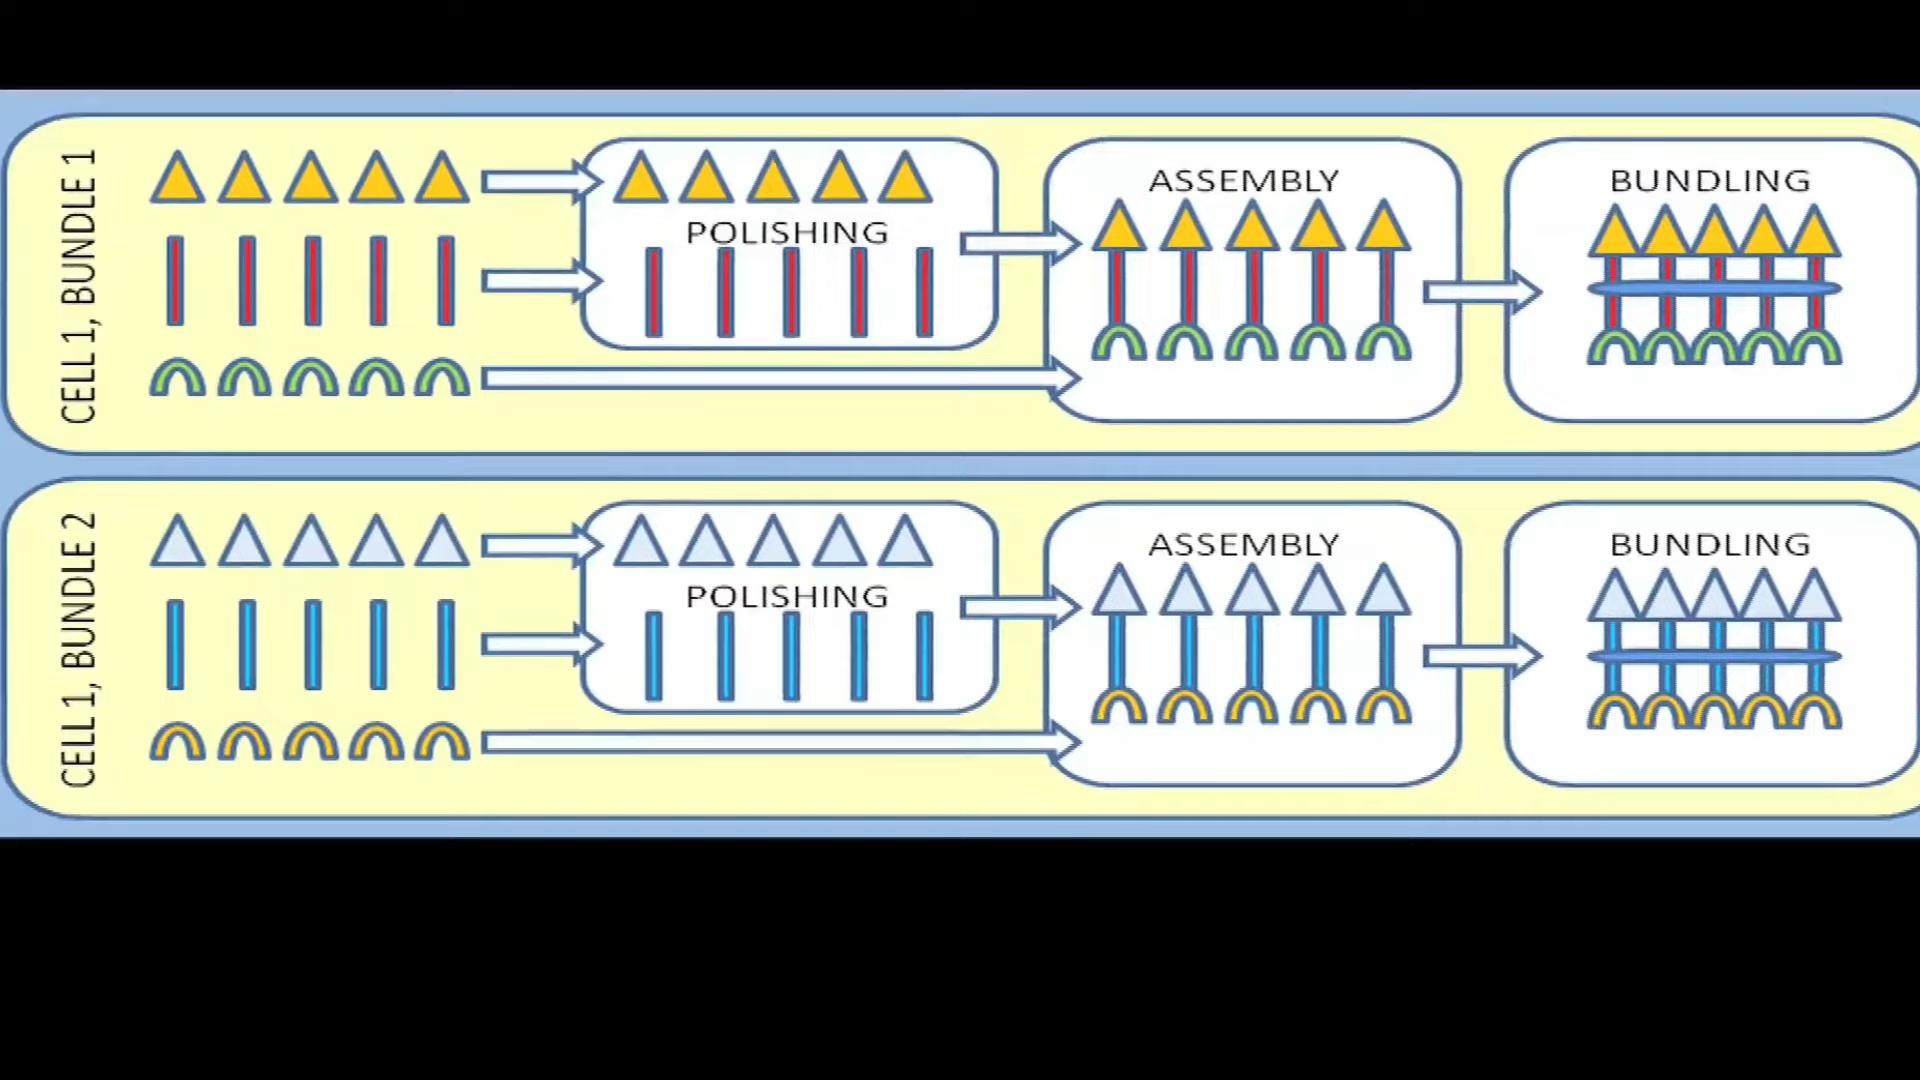 CELL 1, BUNDLE 1
POLISHING
ASSEMBLY
BUNDLING
CELL 1, BUNDLE 2
POLISHING
ASSEMBLY
BUNDLING